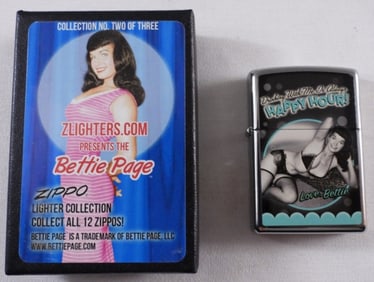 COLLECTION NO. TWO OF THREE
ZLIGHTERS.COM
PRESENTS THE
Bettie Page
ZIPPO
LIGHTER COLLECTION
COLLECT ALL 12 ZIPPOS!
BETTIE PAGE IS A TRADEMARK OF BETTIE PAGE, LLC
WWW.BETTIEPAGE.COM
HAPPY HOUR!
Love, Bettie